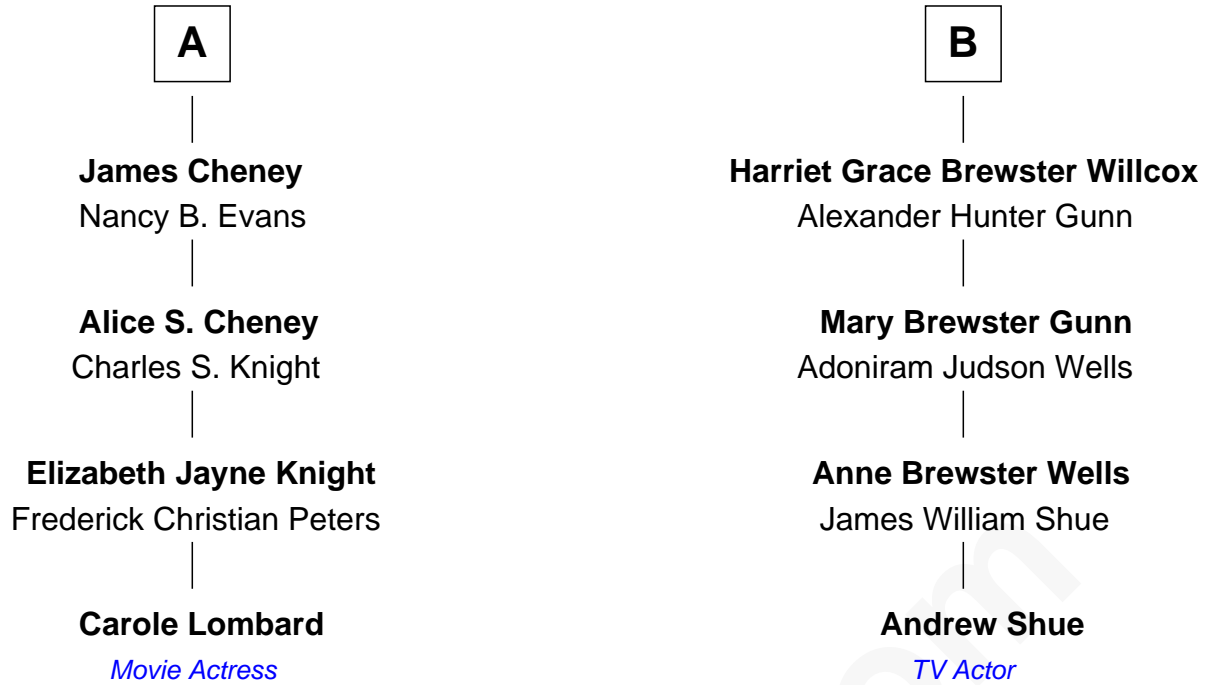 A
James Cheney
Nancy B. Evans
Alice S. Cheney
Charles S. Knight
Elizabeth Jayne Knight
Frederick Christian Peters
Carole Lombard
Movie Actress
B
Harriet Grace Brewster Willcox
Alexander Hunter Gunn
Mary Brewster Gunn
Adoniram Judson Wells
Anne Brewster Wells
James William Shue
Andrew Shue
TV Actor